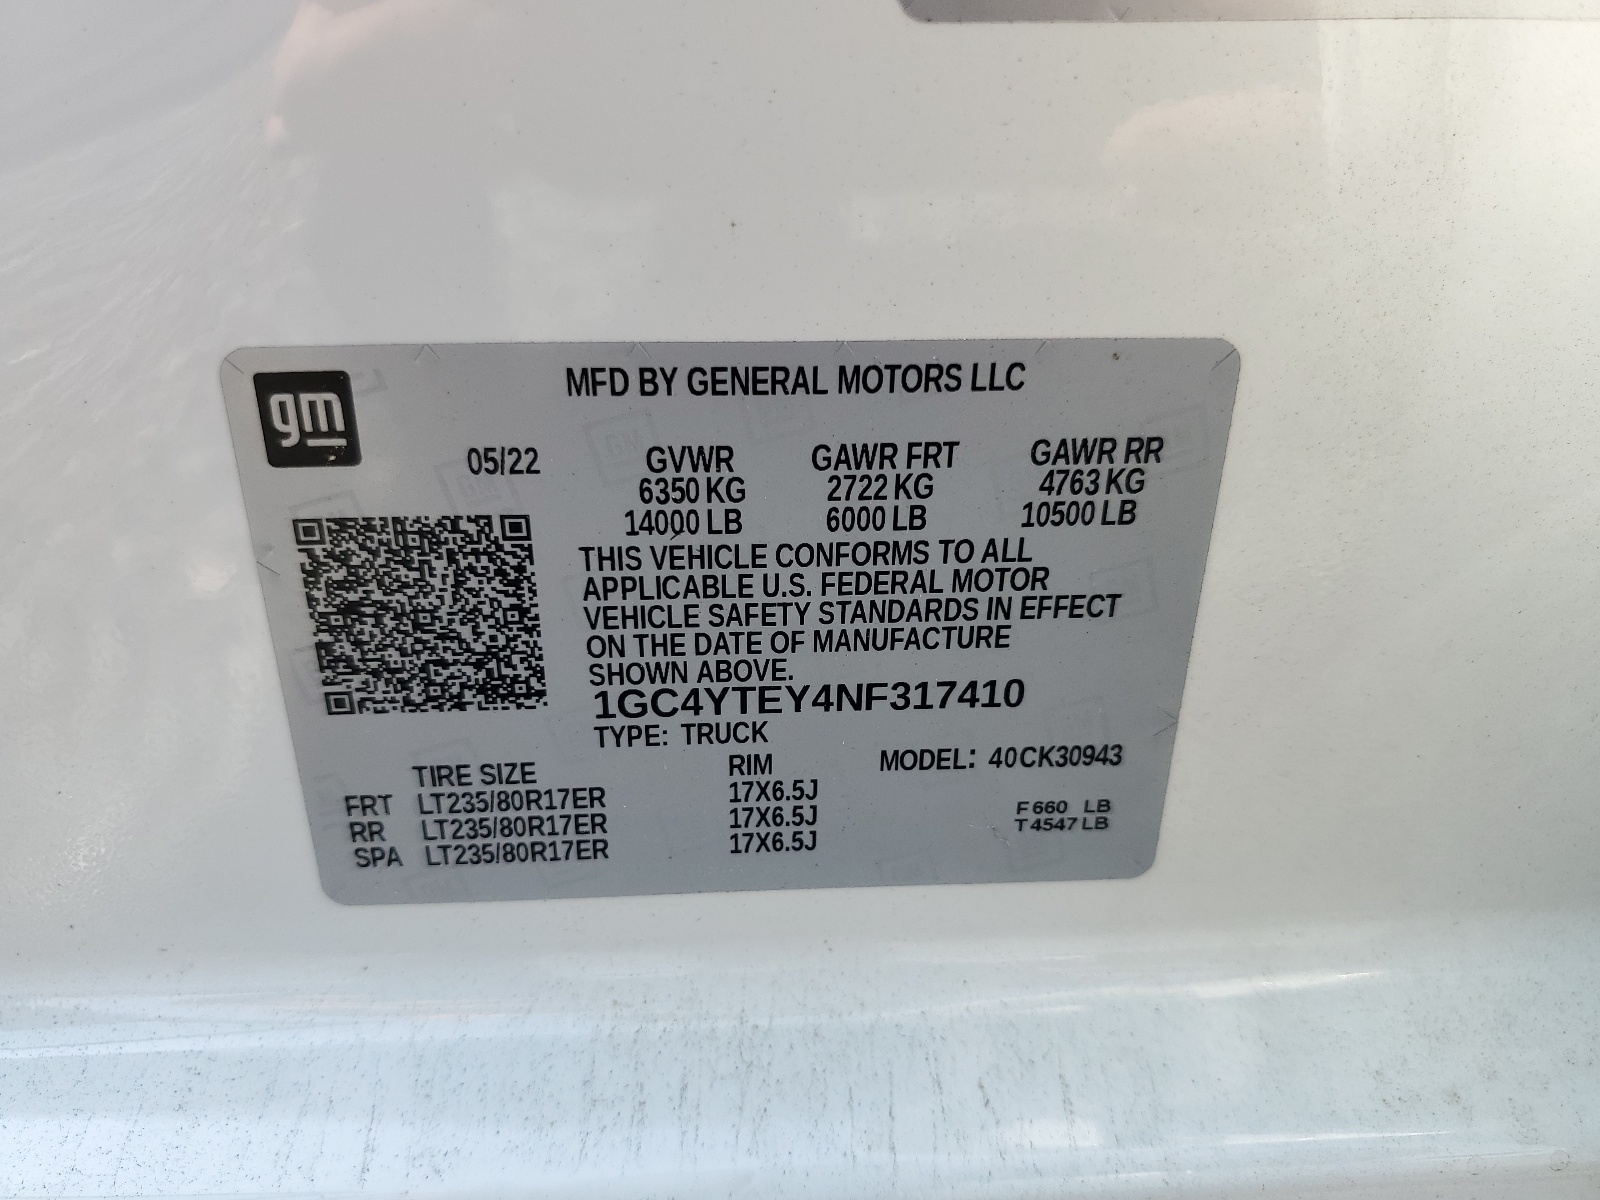 gm
MFD BY GENERAL MOTORS LLC
05/22 GVWR GAWR FRT GAWR RR
6350 KG 2722 KG 4763 KG
14000 LB 6000 LB 10500 LB
THIS VEHICLE CONFORMS TO ALL
APPLICABLE U.S. FEDERAL MOTOR
VEHICLE SAFETY STANDARDS IN EFFECT
ON THE DATE OF MANUFACTURE
SHOWN ABOVE.
1GC4YTEY4NF317410
TYPE: TRUCK
TIRE SIZE RIM MODEL: 40CK30943
FRT LT235/80R17ER 17X6.5J
RR LT235/80R17ER 17X6.5J
SPA LT235/80R17ER 17X6.5J
F 660 LB
T 4547 LB